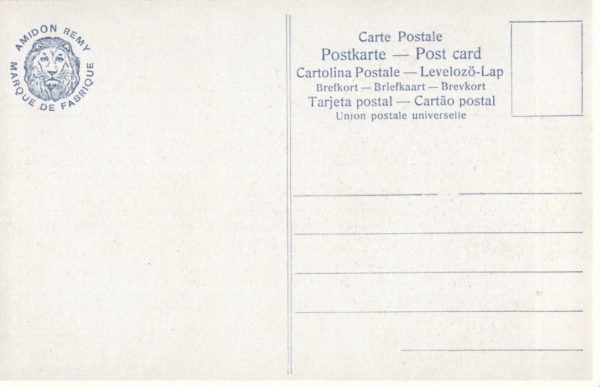 AMIDON REMY
MARQUE DE FABRIQUE
Carte Postale
Postkarte — Post card
Cartolina Postale — Levelozö-Lap
Brefkort — Briefkaart — Brevkort
Tarjeta postal — Cartão postal
Union postale universelle